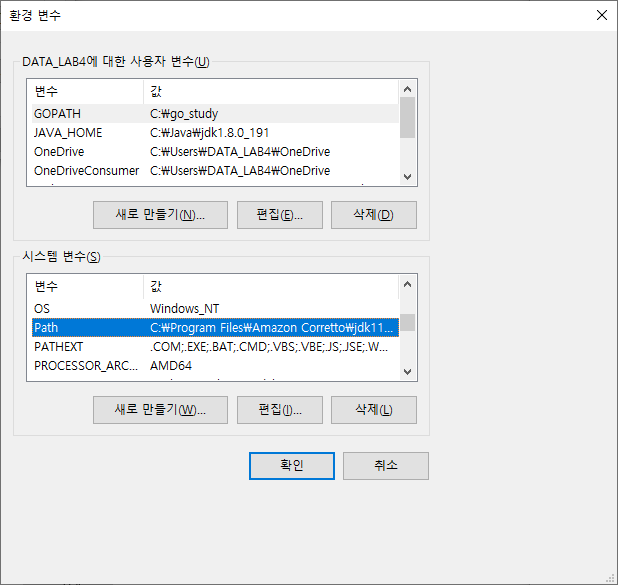 환경 변수
DATA_LAB4에 대한 사용자 변수(U)
변수 값
GOPATH C:₩go_study
JAVA_HOME C:₩Java₩jdk1.8.0_191
OneDrive C:₩Users₩DATA_LAB4₩OneDrive
OneDriveConsumer C:₩Users₩DATA_LAB4₩OneDrive
새로 만들기(N)... 편집(E)... 삭제(D)
시스템 변수(S)
변수 값
OS Windows_NT
Path C:₩Program Files₩Amazon Corretto₩jdk11...
PATHEXT .COM;.EXE;.BAT;.CMD;.VBS;.VBE;.JS;.JSE;.W...
PROCESSOR_ARC... AMD64
새로 만들기(W)... 편집(I)... 삭제(L)
확인 취소